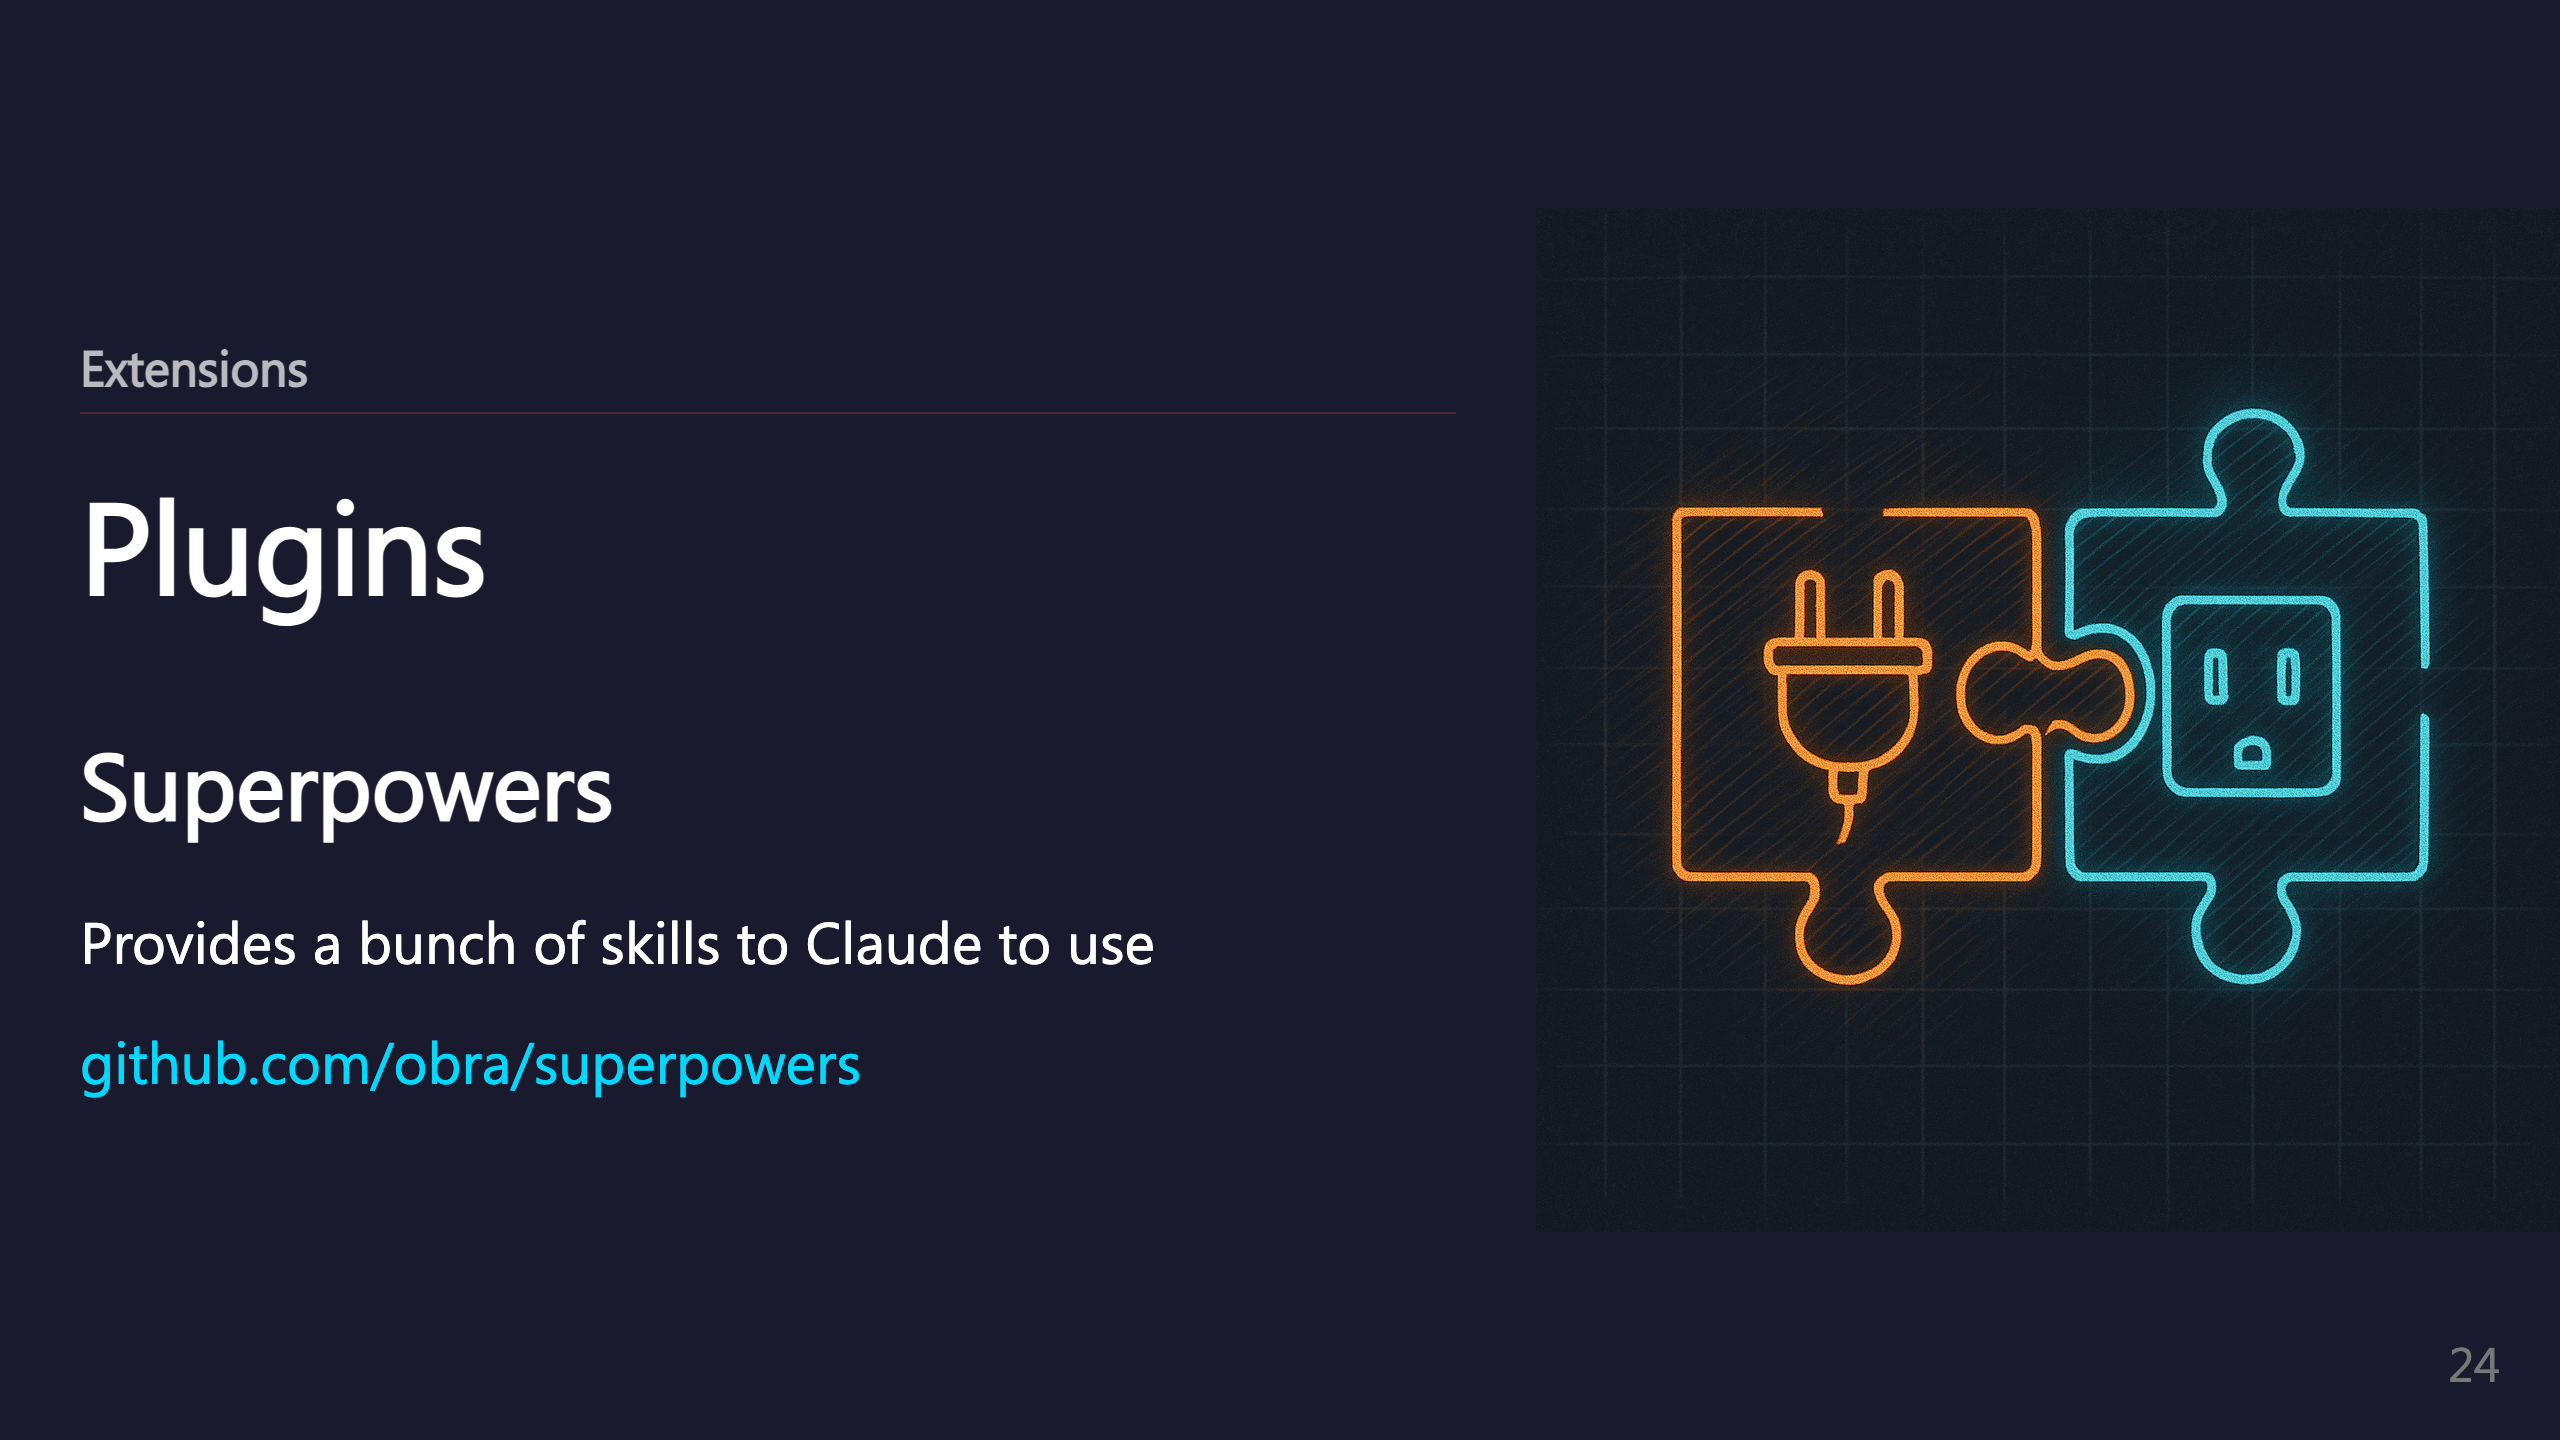 Extensions
Plugins
Superpowers
Provides a bunch of skills to Claude to use
github.com/obra/superpowers
24